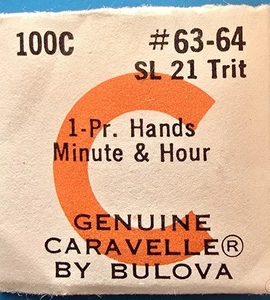 100C #63-64
SL 21 Trit
1-Pr. Hands
Minute & Hour
GENUINE
CARAVELLE®
BY BULOVA